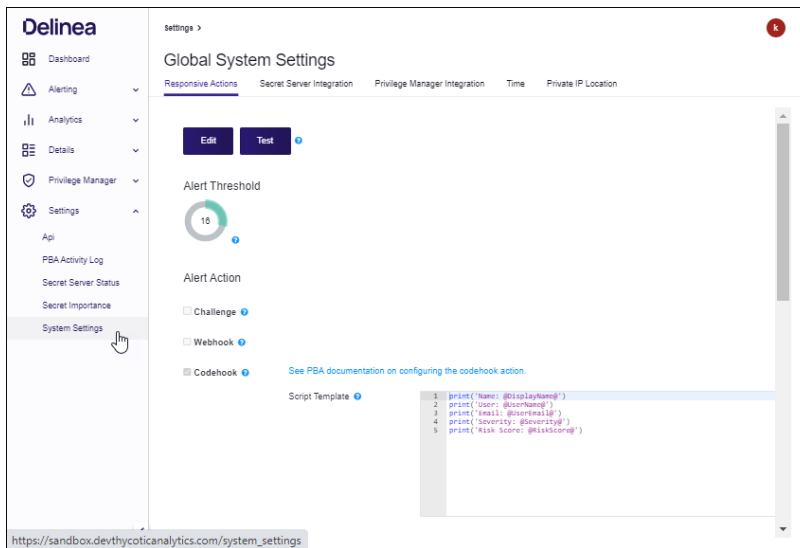 Delinea
Settings >
k
Dashboard
Global System Settings
Alerting
Responsive Actions Secret Server Integration Privilege Manager Integration Time Private IP Location
Analytics
Details
Edit Test ?
Privilege Manager
Alert Threshold
Settings
16
?
Api
PBA Activity Log
Alert Action
Secret Server Status
Secret Importance
Challenge ?
System Settings
Webhook ?
Codehook ? See PBA documentation on configuring the codehook action.
Script Template ?
1 print('Name: @DisplayName@')
2 print('User: @UserName@')
3 print('Email: @UserEmail@')
4 print('Severity: @Severity@')
5 print('Risk Score: @RiskScore@')
https://sandbox.devthycoticanalytics.com/system_settings